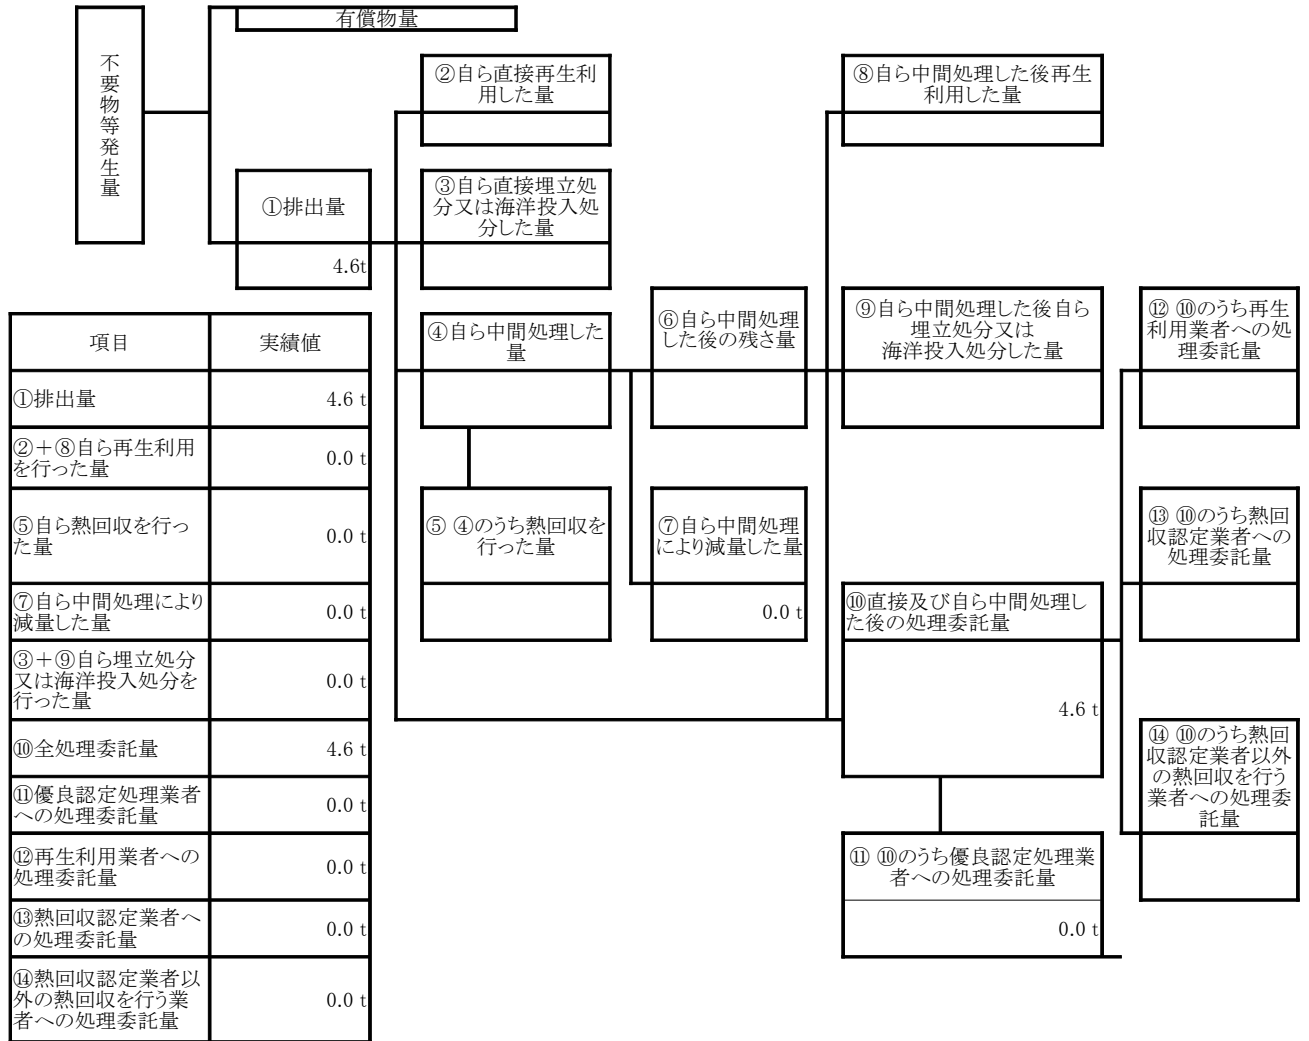 有償物量
不要物等発生量
②自ら直接再生利
用した量
⑧自ら中間処理した後再生
利用した量
①排出量
4.6t
③自ら直接埋立処
分又は海洋投入処
分した量
④自ら中間処理した
量
⑥自ら中間処理
した後の残さ量
⑨自ら中間処理した後自ら
埋立処分又は
海洋投入処分した量
⑫ ⑩のうち再生
利用業者への処
理委託量
⑤ ④のうち熱回収を
行った量
⑦自ら中間処理
により減量した量
0.0 t
⑬ ⑩のうち熱回
収認定業者への
処理委託量
⑩直接及び自ら中間処理し
た後の処理委託量
4.6 t
⑭ ⑩のうち熱回
収認定業者以外
の熱回収を行う
業者への処理委
託量
⑪ ⑩のうち優良認定処理業
者への処理委託量
0.0 t
項目 実績値
①排出量 4.6 t
②+⑧自ら再生利用
を行った量 0.0 t
⑤自ら熱回収を行っ
た量 0.0 t
⑦自ら中間処理により
減量した量 0.0 t
③+⑨自ら埋立処分
又は海洋投入処分を
行った量 0.0 t
⑩全処理委託量 4.6 t
⑪優良認定処理業者
への処理委託量 0.0 t
⑫再生利用業者への
処理委託量 0.0 t
⑬熱回収認定業者へ
の処理委託量 0.0 t
⑭熱回収認定業者以
外の熱回収を行う業
者への処理委託量 0.0 t